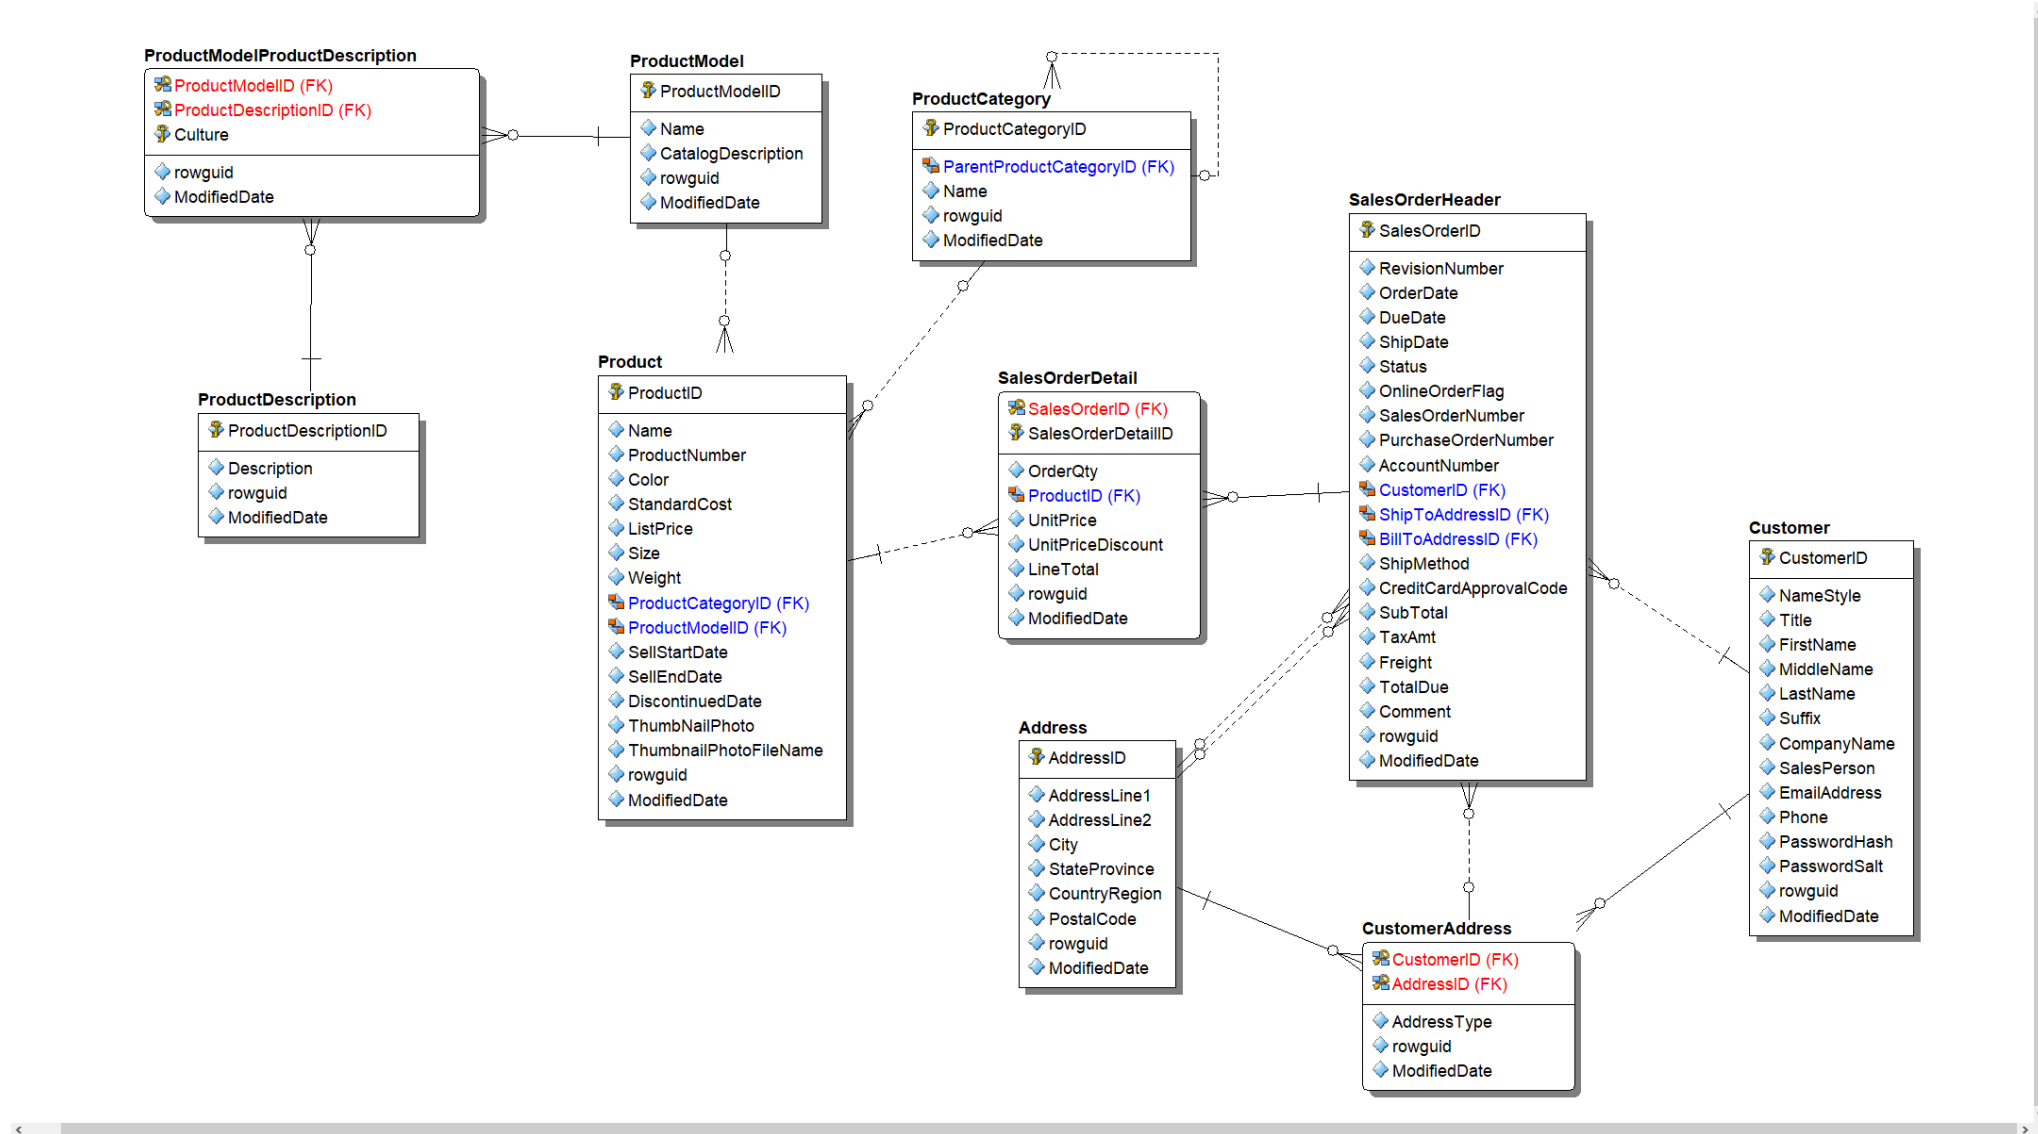 ProductModelProductDescription
ProductModelID (FK)
ProductDescriptionID (FK)
Culture
rowguid
ModifiedDate
ProductModel
ProductModelID
Name
CatalogDescription
rowguid
ModifiedDate
ProductCategory
ProductCategoryID
ParentProductCategoryID (FK)
Name
rowguid
ModifiedDate
SalesOrderHeader
SalesOrderID
RevisionNumber
OrderDate
DueDate
ShipDate
Status
OnlineOrderFlag
SalesOrderNumber
PurchaseOrderNumber
AccountNumber
CustomerID (FK)
ShipToAddressID (FK)
BillToAddressID (FK)
ShipMethod
CreditCardApprovalCode
SubTotal
TaxAmt
Freight
TotalDue
Comment
rowguid
ModifiedDate
Product
ProductID
Name
ProductNumber
Color
StandardCost
ListPrice
Size
Weight
ProductCategoryID (FK)
ProductModelID (FK)
SellStartDate
SellEndDate
DiscontinuedDate
ThumbNailPhoto
ThumbnailPhotoFileName
rowguid
ModifiedDate
SalesOrderDetail
SalesOrderID (FK)
SalesOrderDetailID
OrderQty
ProductID (FK)
UnitPrice
UnitPriceDiscount
LineTotal
rowguid
ModifiedDate
ProductDescription
ProductDescriptionID
Description
rowguid
ModifiedDate
Customer
CustomerID
NameStyle
Title
FirstName
MiddleName
LastName
Suffix
CompanyName
SalesPerson
EmailAddress
Phone
PasswordHash
PasswordSalt
rowguid
ModifiedDate
Address
AddressID
AddressLine1
AddressLine2
City
StateProvince
CountryRegion
PostalCode
rowguid
ModifiedDate
CustomerAddress
CustomerID (FK)
AddressID (FK)
AddressType
rowguid
ModifiedDate